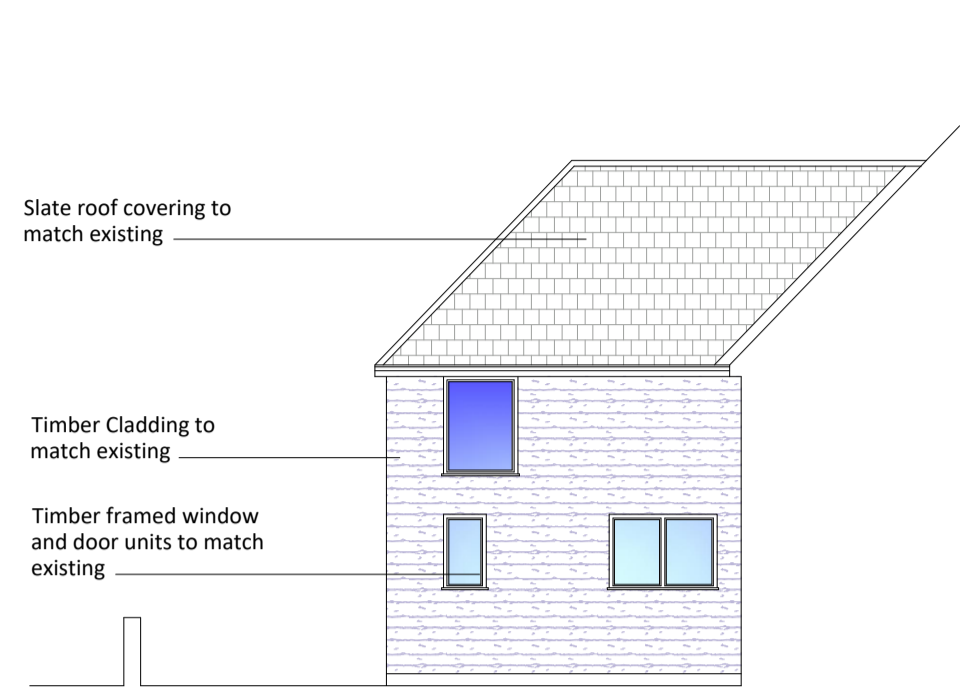 Slate roof covering to
match existing
Timber Cladding to
match existing
Timber framed window
and door units to match
existing